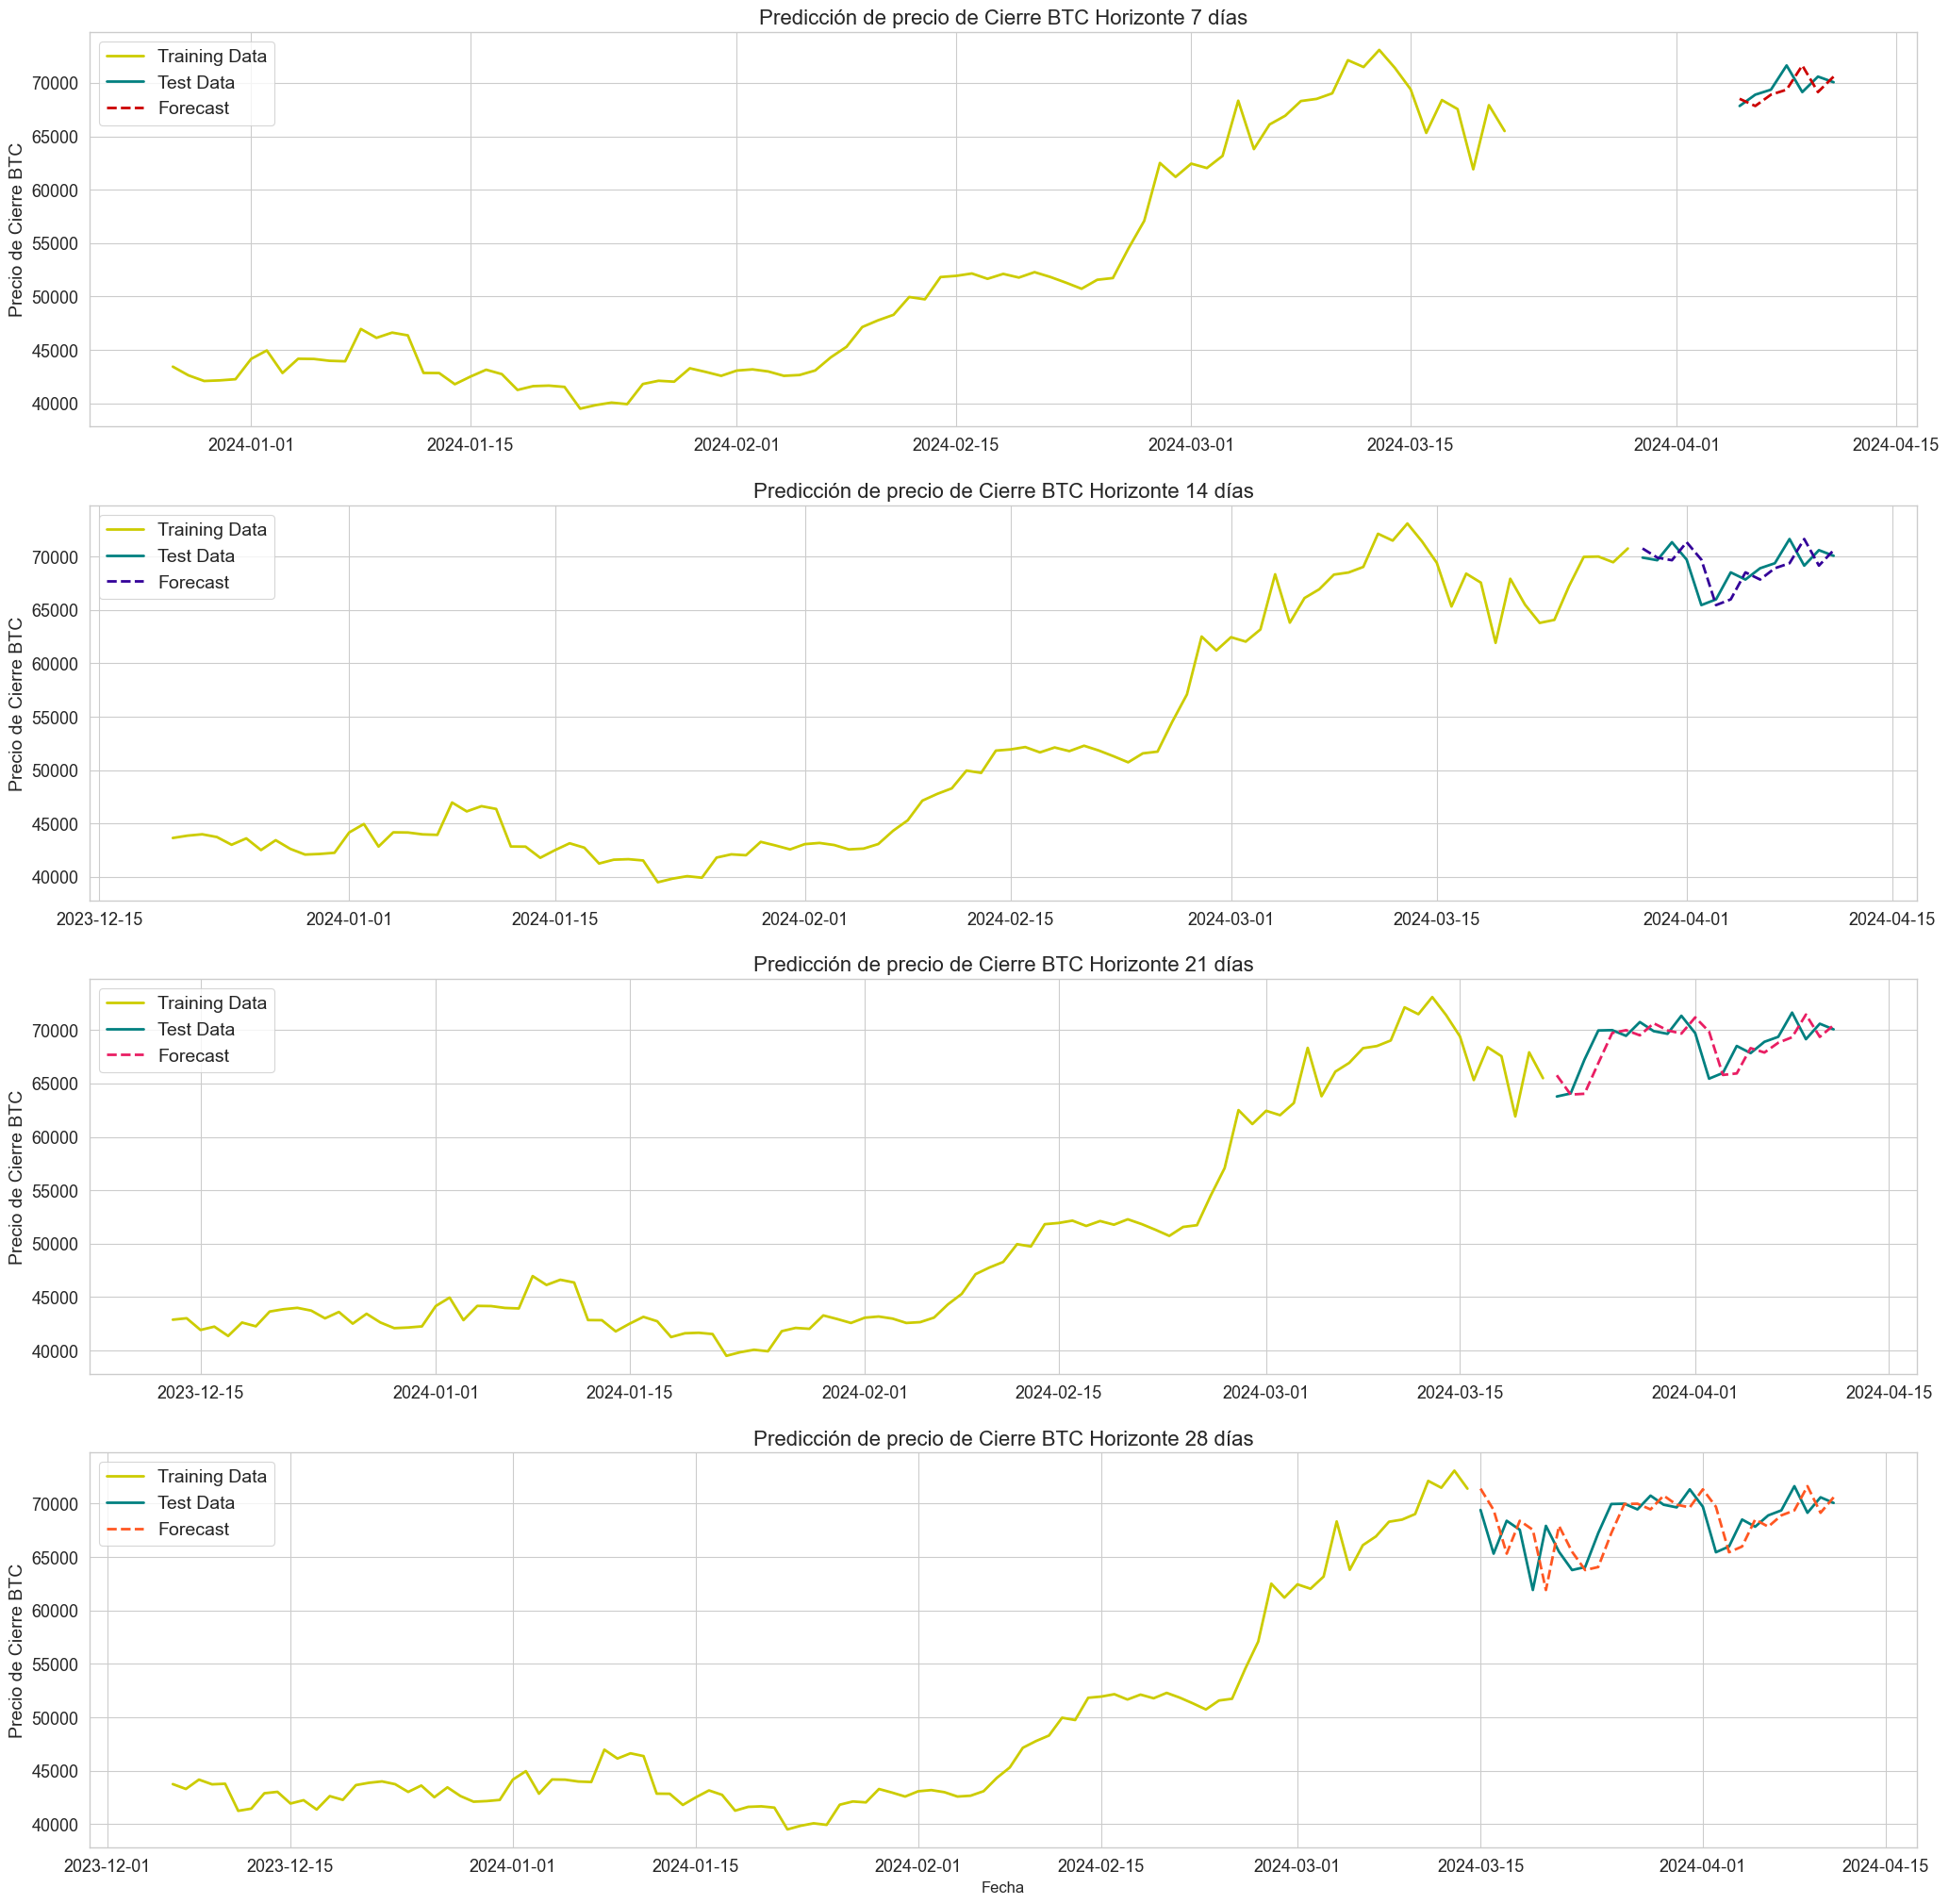 Predicción de precio de Cierre BTC Horizonte 7 días
Training Data
Test Data
Forecast
Precio de Cierre BTC
70000
65000
60000
55000
50000
45000
40000
2024-01-01 2024-01-15 2024-02-01 2024-02-15 2024-03-01 2024-03-15 2024-04-01 2024-04-15
Predicción de precio de Cierre BTC Horizonte 14 días
Training Data
Test Data
Forecast
Precio de Cierre BTC
70000
65000
60000
55000
50000
45000
40000
2023-12-15 2024-01-01 2024-01-15 2024-02-01 2024-02-15 2024-03-01 2024-03-15 2024-04-01 2024-04-15
Predicción de precio de Cierre BTC Horizonte 21 días
Training Data
Test Data
Forecast
Precio de Cierre BTC
70000
65000
60000
55000
50000
45000
40000
2023-12-15 2024-01-01 2024-01-15 2024-02-01 2024-02-15 2024-03-01 2024-03-15 2024-04-01 2024-04-15
Predicción de precio de Cierre BTC Horizonte 28 días
Training Data
Test Data
Forecast
Precio de Cierre BTC
70000
65000
60000
55000
50000
45000
40000
2023-12-01 2023-12-15 2024-01-01 2024-01-15 2024-02-01 2024-02-15 2024-03-01 2024-03-15 2024-04-01 2024-04-15
Fecha